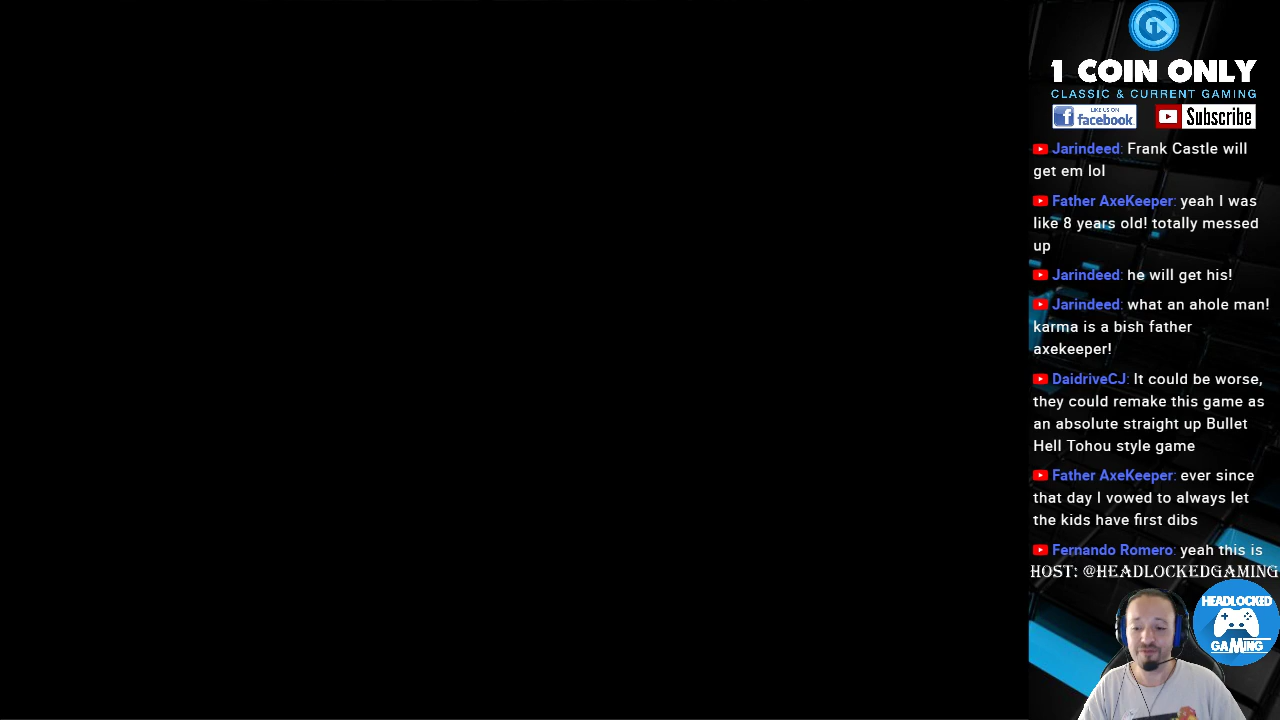 1 COIN ONLY
CLASSIC & CURRENT GAMING
LIKE US ON
facebook.
Subscribe
Jarindeed: Frank Castle will
get em lol
Father AxeKeeper: yeah I was
like 8 years old! totally messed
up
Jarindeed: he will get his!
Jarindeed: what an ahole man!
karma is a bish father
axekeeper!
DaidriveCJ: It could be worse,
they could remake this game as
an absolute straight up Bullet
Hell Tohou style game
Father AxeKeeper: ever since
that day I vowed to always let
the kids have first dibs
Fernando Romero: yeah this is
HOST: @HEADLOCKEDGAMING
HEADLOCKED
GAMING